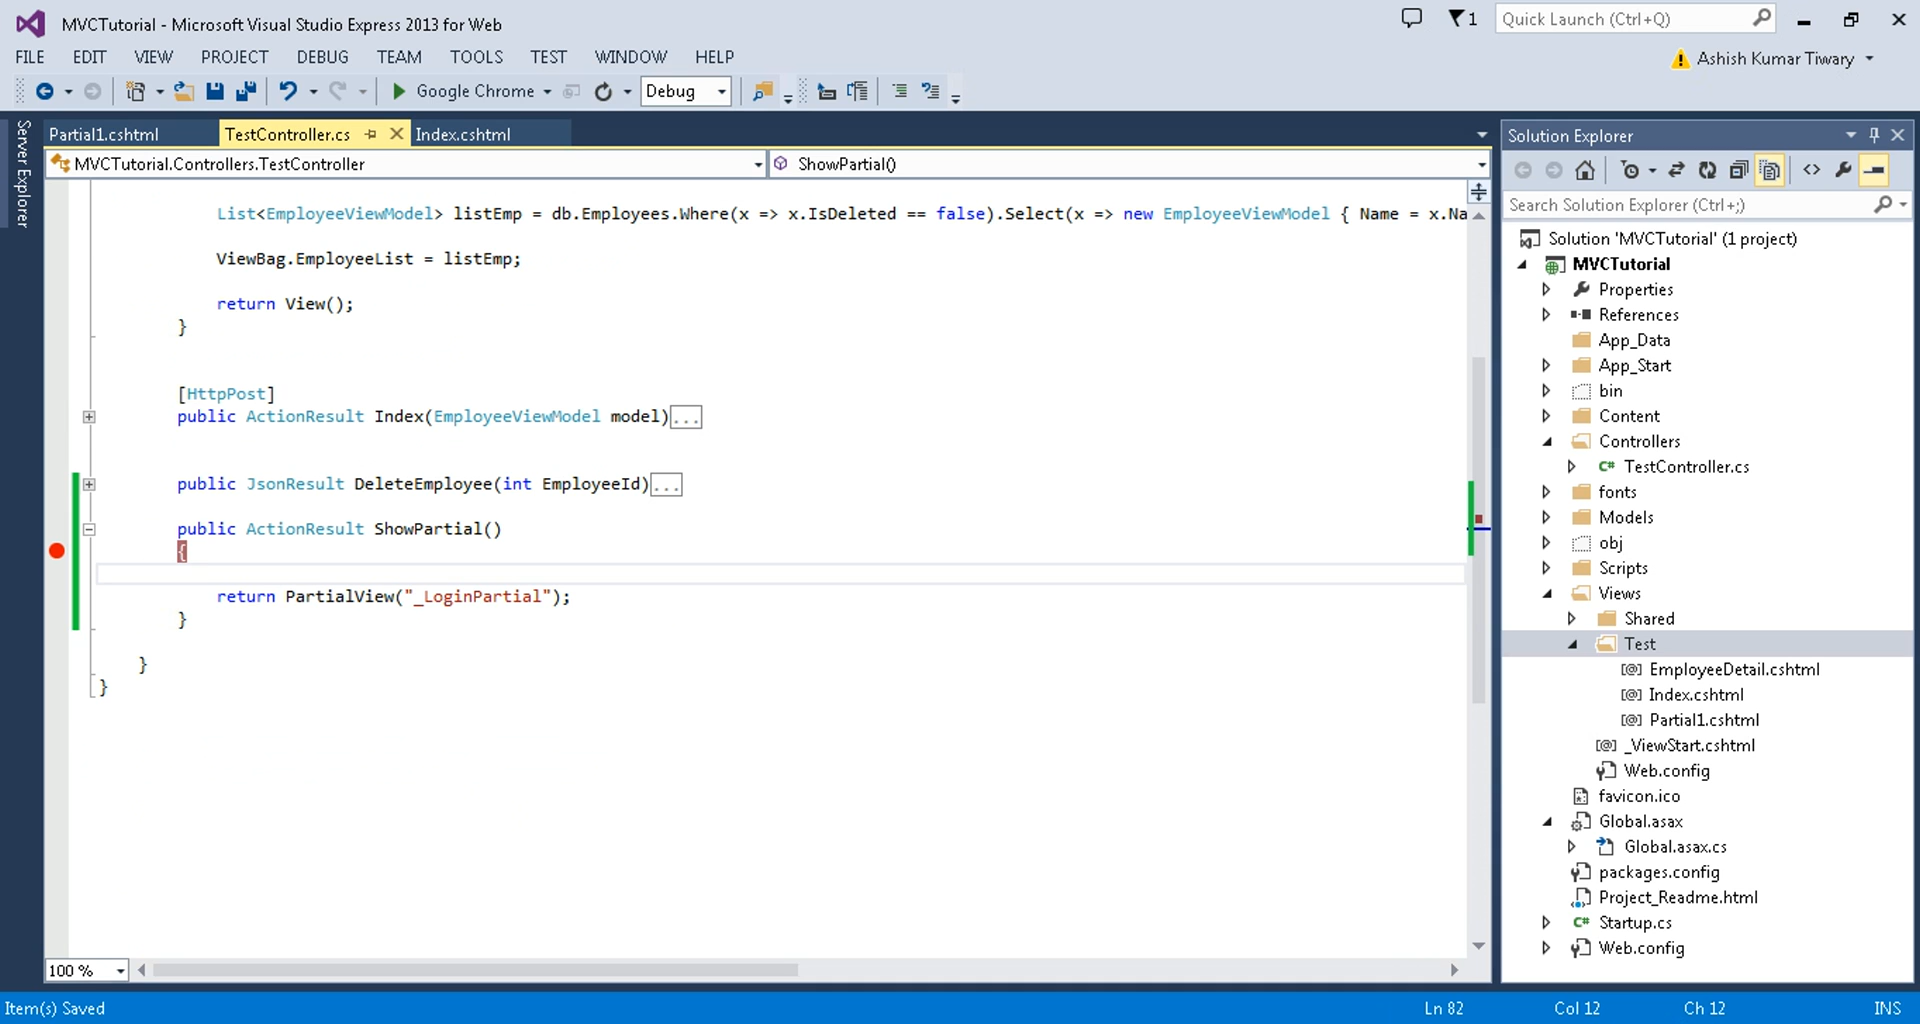 MVCTutorial - Microsoft Visual Studio Express 2013 for Web
1
Quick Launch (Ctrl+Q)
FILE EDIT VIEW PROJECT DEBUG TEAM TOOLS TEST WINDOW HELP
Ashish Kumar Tiwary
Google Chrome
Debug
Server Explorer
Partial1.cshtml
TestController.cs
Index.cshtml
MVCTutorial.Controllers.TestController
ShowPartial()
List<EmployeeViewModel> listEmp = db.Employees.Where(x => x.IsDeleted == false).Select(x => new EmployeeViewModel { Name = x.Na
ViewBag.EmployeeList = listEmp;
return View();
}
[HttpPost]
public ActionResult Index(EmployeeViewModel model)...
public JsonResult DeleteEmployee(int EmployeeId)...
public ActionResult ShowPartial()
{
return PartialView("_LoginPartial");
}
}
}
100 %
Solution Explorer
Search Solution Explorer (Ctrl+;)
Solution 'MVCTutorial' (1 project)
MVCTutorial
Properties
References
App_Data
App_Start
bin
Content
Controllers
C# TestController.cs
fonts
Models
obj
Scripts
Views
Shared
Test
[@] EmployeeDetail.cshtml
[@] Index.cshtml
[@] Partial1.cshtml
[@] _ViewStart.cshtml
Web.config
favicon.ico
Global.asax
Global.asax.cs
packages.config
Project_Readme.html
C# Startup.cs
Web.config
Item(s) Saved
Ln 82
Col 12
Ch 12
INS